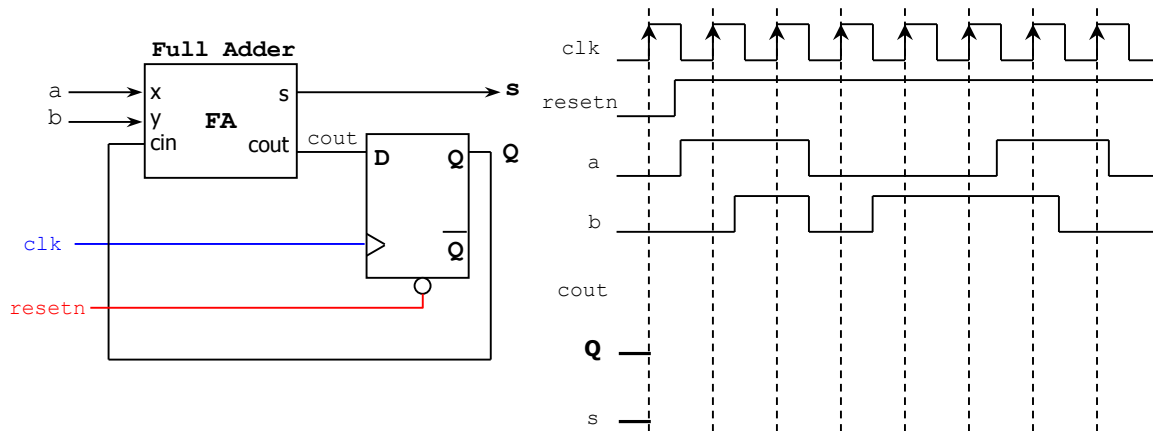 Full Adder
a
b
x
y
cin
FA
s
cout
s
cout
D
Q
Q
Q
clk
resetn
clk
resetn
a
b
cout
Q
s